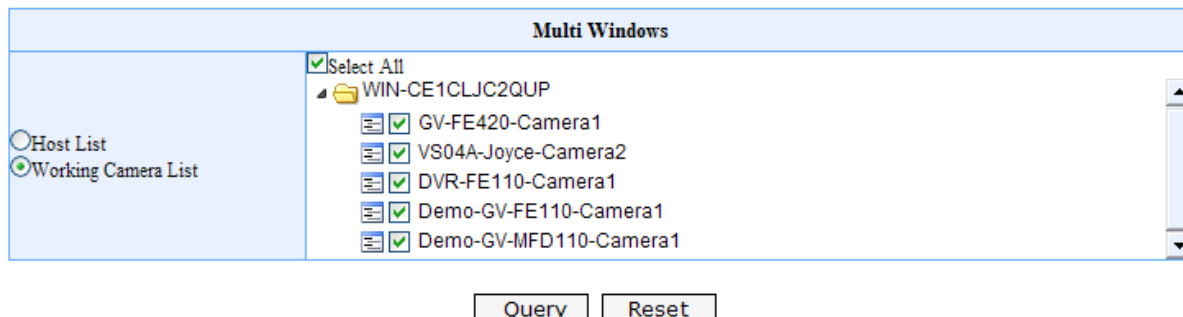 Multi Windows
Select All
WIN-CE1CLJC2QUP
GV-FE420-Camera1
Host List
VS04A-Joyce-Camera2
Working Camera List
DVR-FE110-Camera1
Demo-GV-FE110-Camera1
Demo-GV-MFD110-Camera1
Query Reset